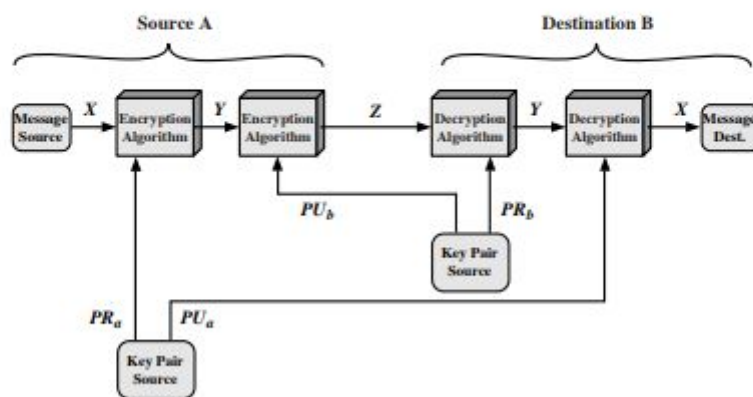 Source A
Destination B
Message
Source
X
Encryption
Algorithm
Y
Encryption
Algorithm
Z
Decryption
Algorithm
Y
Decryption
Algorithm
X
Message
Dest.
PUb
PRb
Key Pair
Source
PRa
PUa
Key Pair
Source